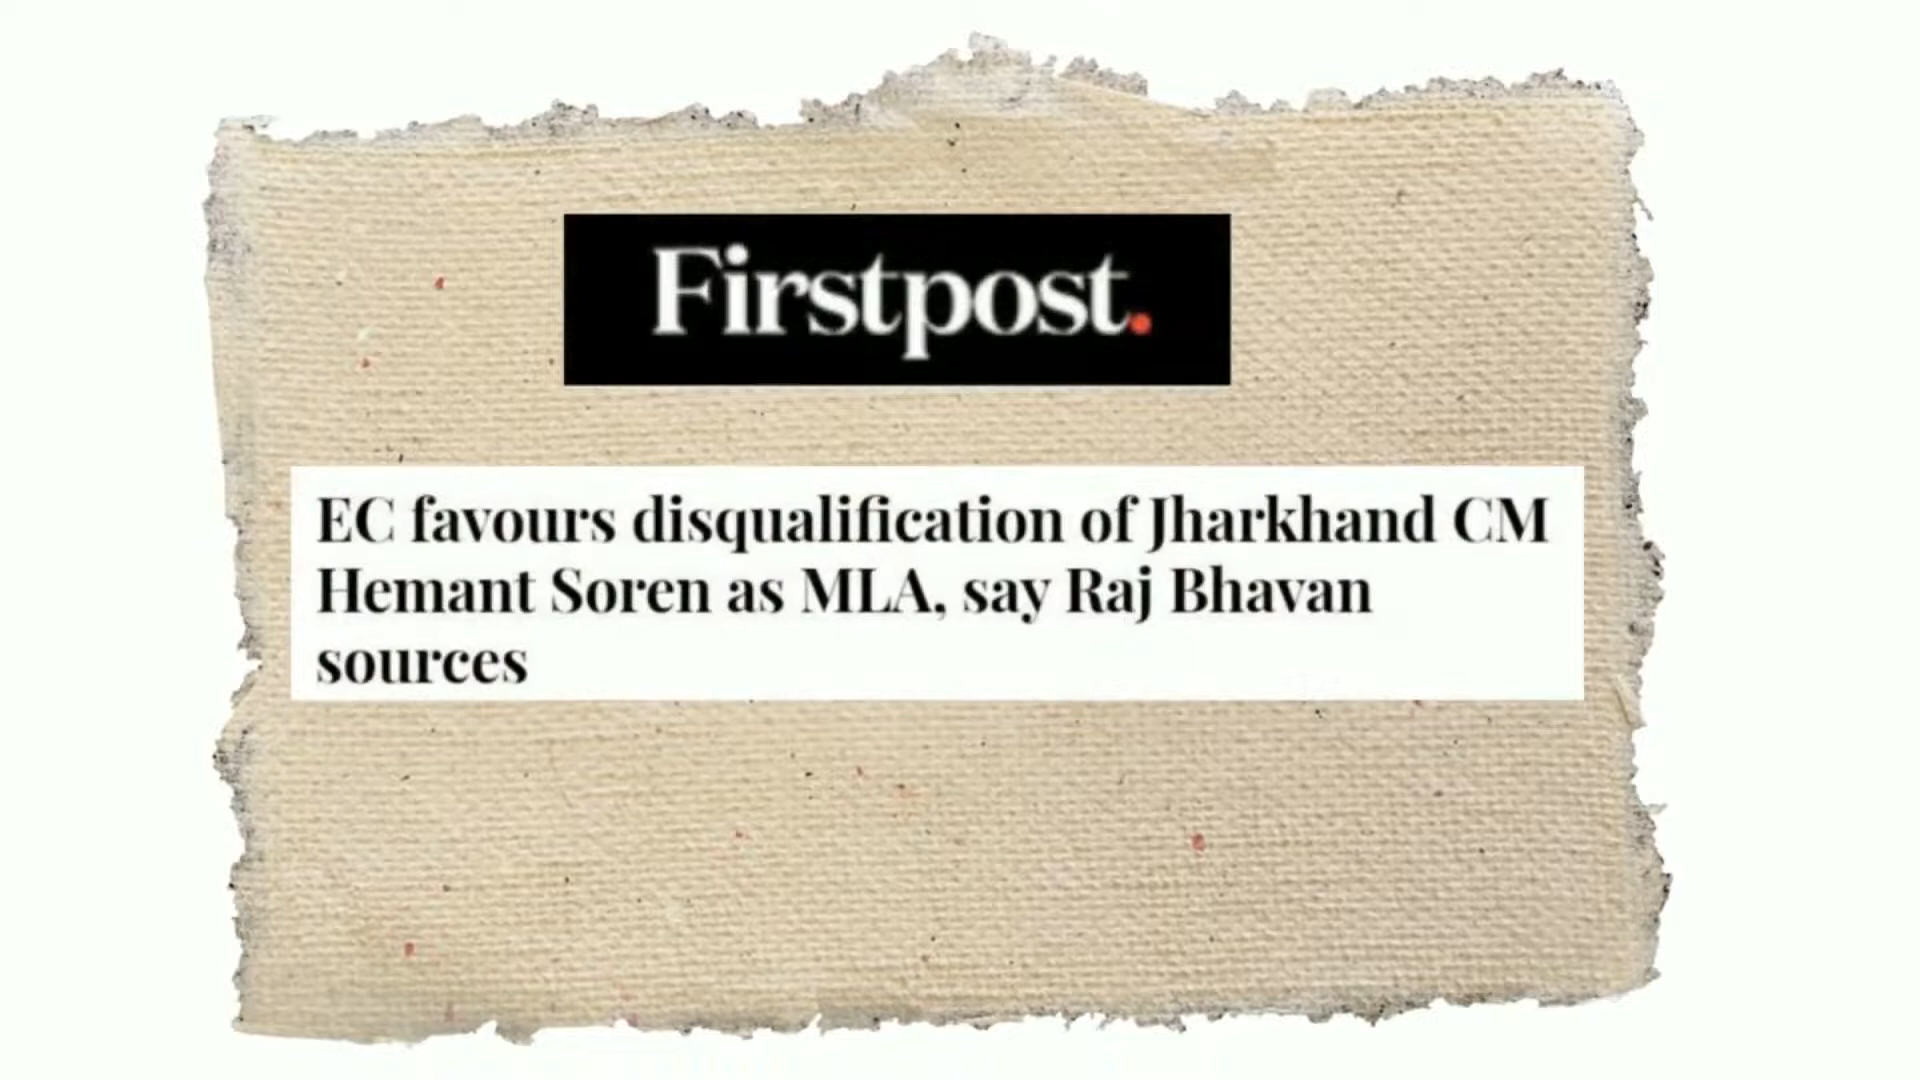 Firstpost.
EC favours disqualification of Jharkhand CM
Hemant Soren as MLA, say Raj Bhavan
sources